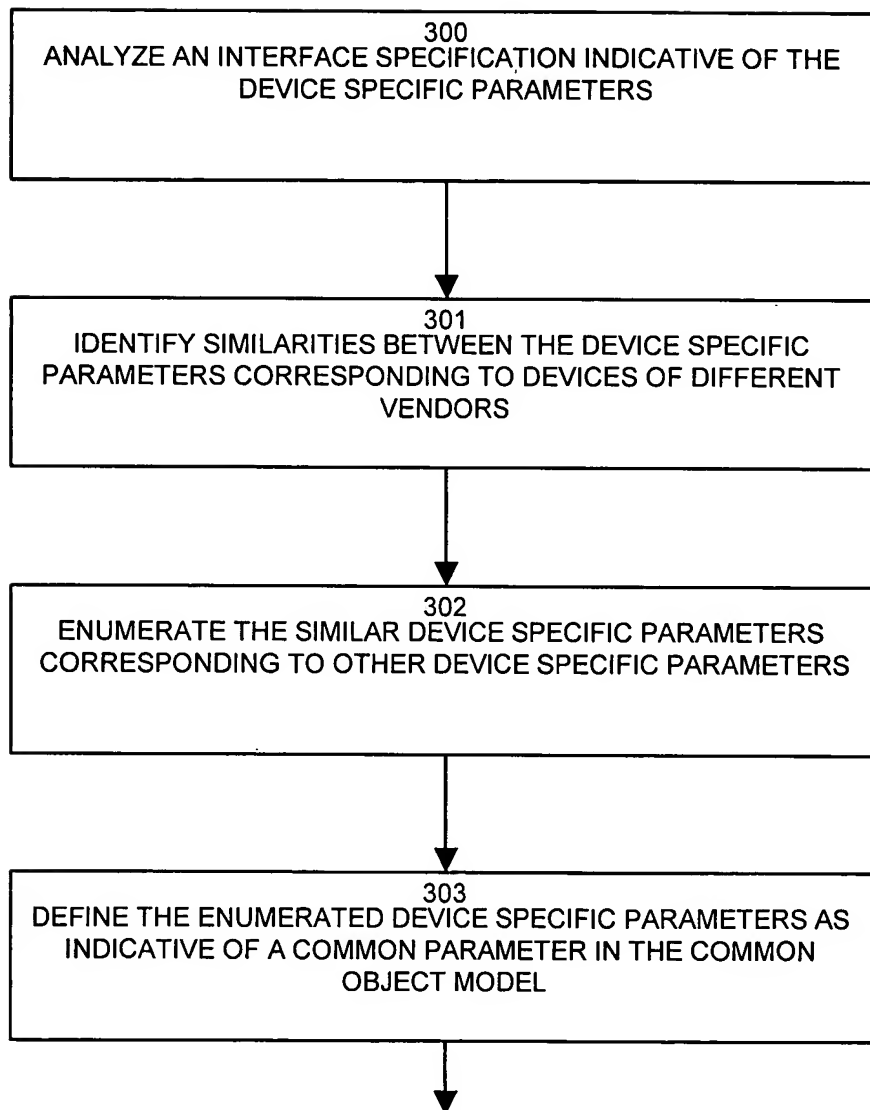 300
ANALYZE AN INTERFACE SPECIFICATION INDICATIVE OF THE
DEVICE SPECIFIC PARAMETERS
301
IDENTIFY SIMILARITIES BETWEEN THE DEVICE SPECIFIC
PARAMETERS CORRESPONDING TO DEVICES OF DIFFERENT
VENDORS
302
ENUMERATE THE SIMILAR DEVICE SPECIFIC PARAMETERS
CORRESPONDING TO OTHER DEVICE SPECIFIC PARAMETERS
303
DEFINE THE ENUMERATED DEVICE SPECIFIC PARAMETERS AS
INDICATIVE OF A COMMON PARAMETER IN THE COMMON
OBJECT MODEL